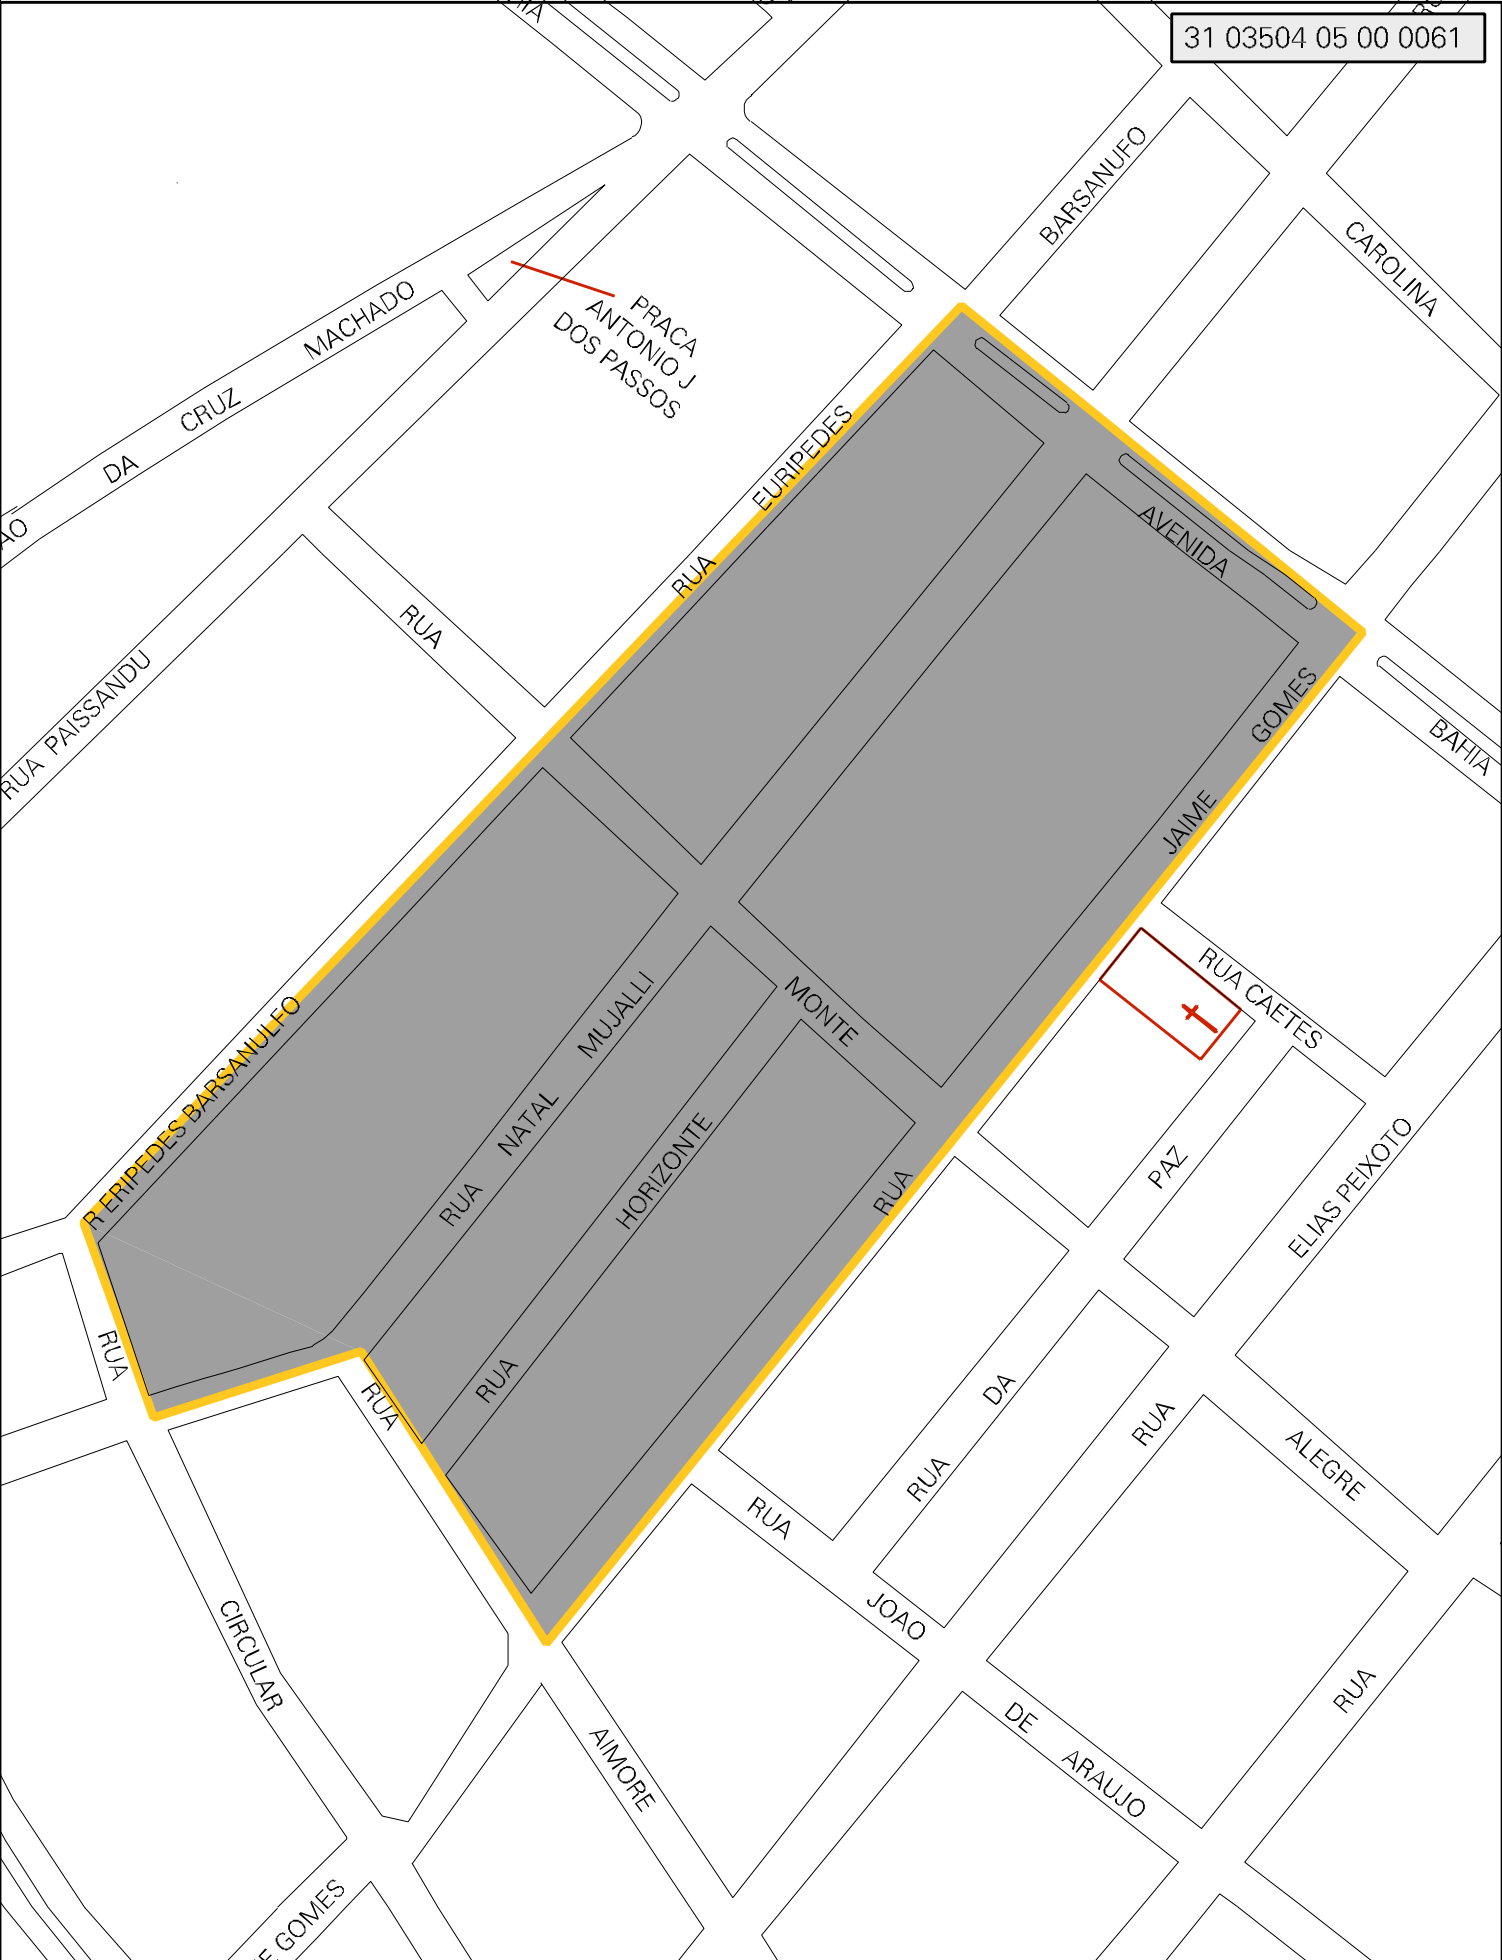 31 03504 05 00 0061
BARSANUFO
CAROLINA
MACHADO
CRUZ
DA
PRACA
ANTONIO J
DOS PASSOS
EURIPEDES
RUA
AVENIDA
RUA
RUA PAISSANDU
GOMES
BAHIA
JAIME
RUA CAETES
MONTE
MUJALLI
NATAL
RUA
R ERIPEDES BARSANULFO
HORIZONTE
RUA
RUA
PAZ
ELIAS PEIXOTO
RUA
RUA
DA
RUA
RUA
ALEGRE
RUA
JOAO
DE
ARAUJO
RUA
CIRCULAR
AIMORE
GOMES